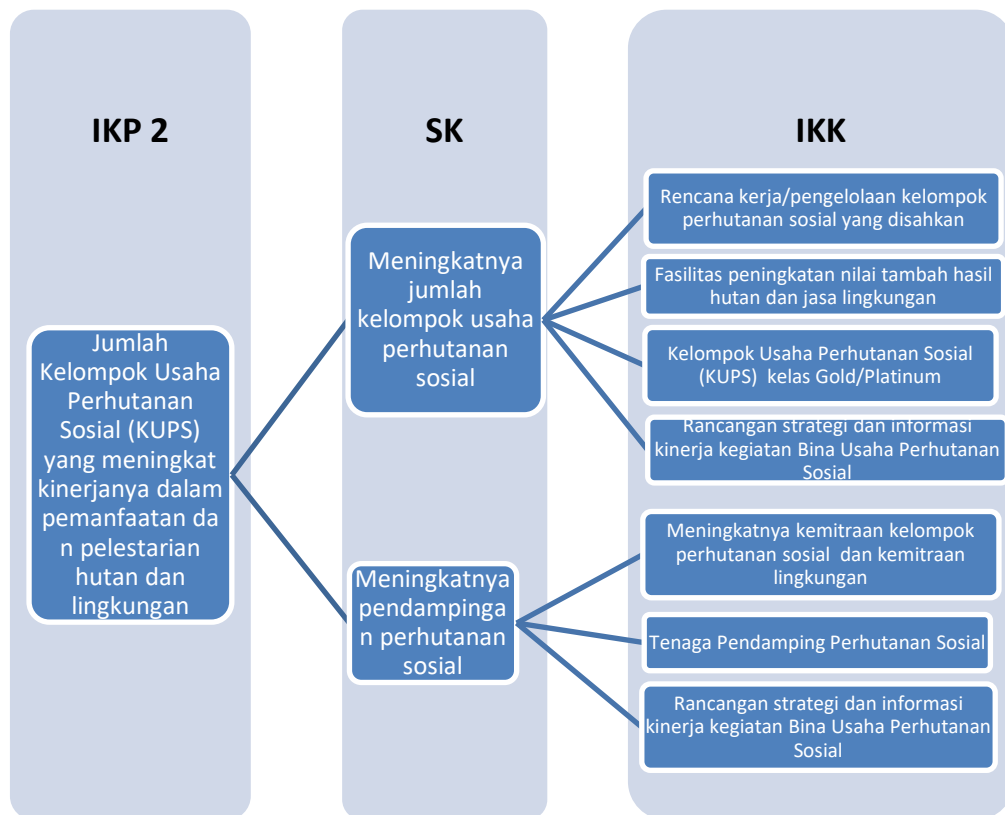 IKP 2
Jumlah
Kelompok Usaha
Perhutanan
Sosial (KUPS)
yang meningkat
kinerjanya dalam
pemanfaatan da
n pelestarian
hutan dan
lingkungan
SK
Meningkatnya
jumlah
kelompok usaha
perhutanan
sosial
Meningkatnya
pendampinga
n perhutanan
sosial
IKK
Rencana kerja/pengelolaan kelompok
perhutanan sosial yang disahkan
Fasilitas peningkatan nilai tambah hasil
hutan dan jasa lingkungan
Kelompok Usaha Perhutanan Sosial
(KUPS) kelas Gold/Platinum
Rancangan strategi dan informasi
kinerja kegiatan Bina Usaha Perhutanan
Sosial
Meningkatnya kemitraan kelompok
perhutanan sosial dan kemitraan
lingkungan
Tenaga Pendamping Perhutanan Sosial
Rancangan strategi dan informasi
kinerja kegiatan Bina Usaha Perhutanan
Sosial